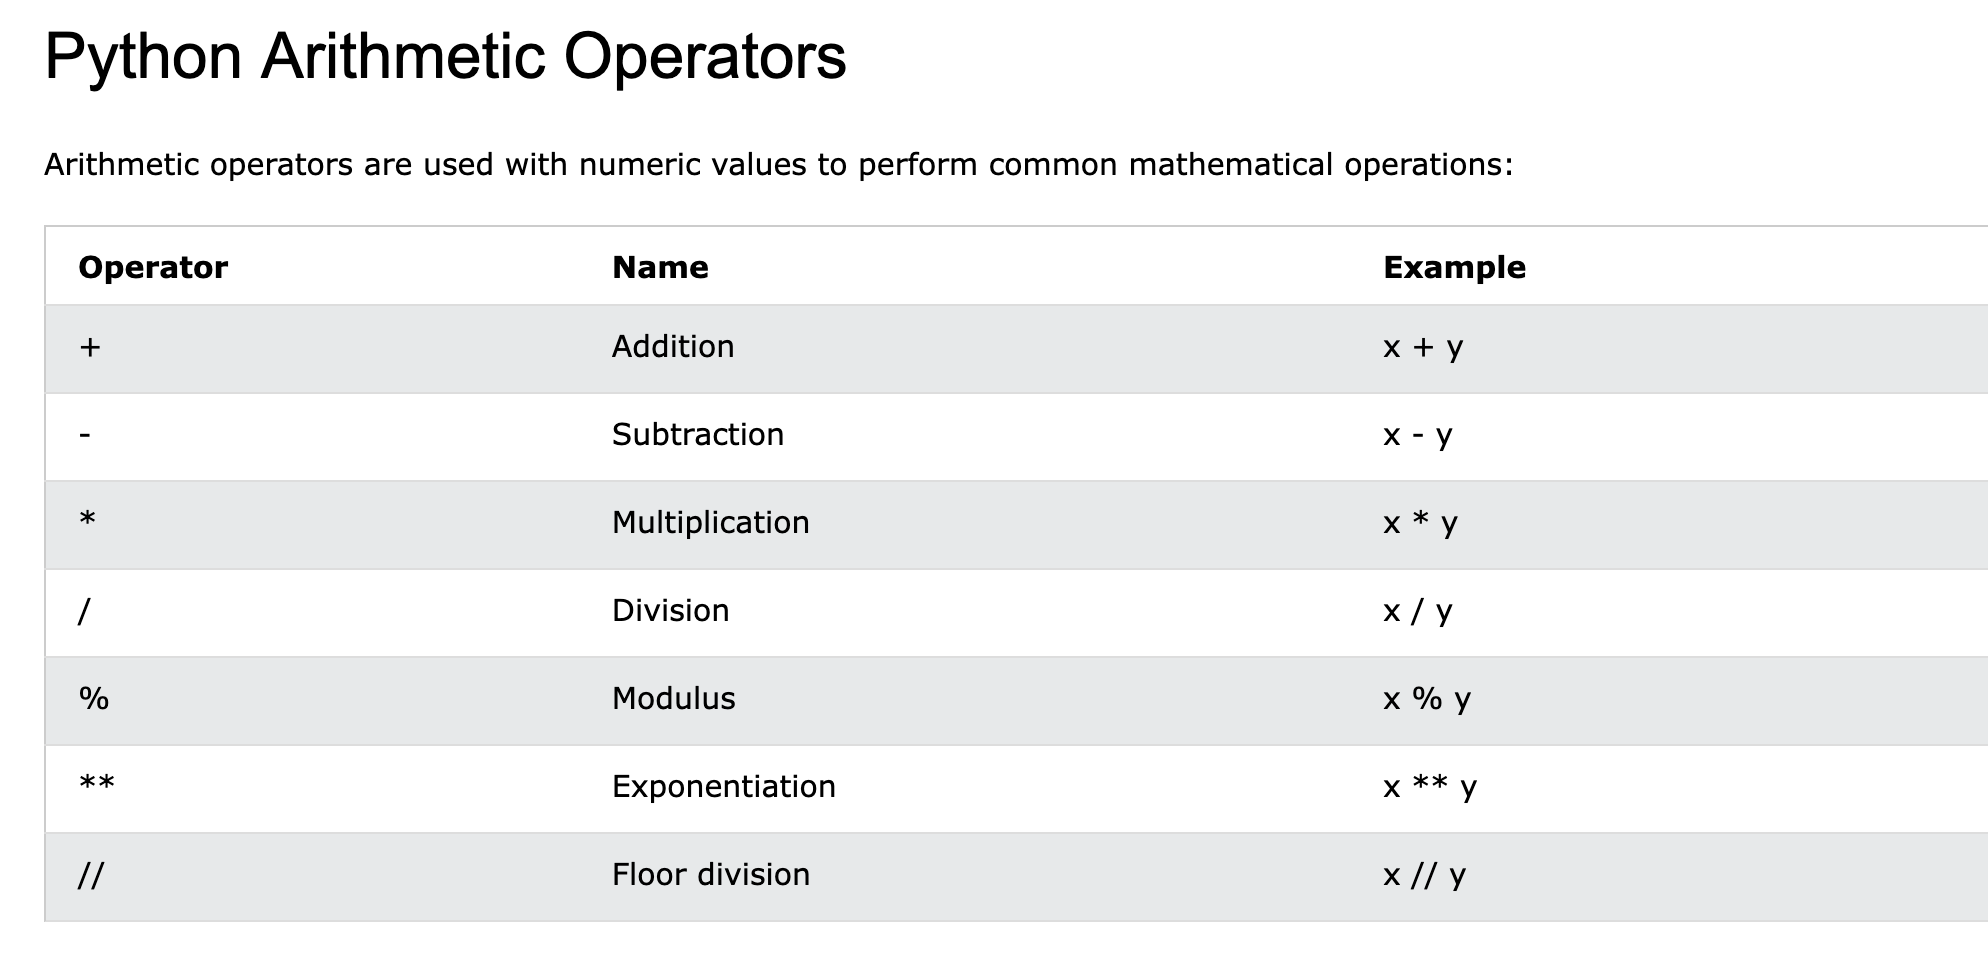 Python Arithmetic Operators
Arithmetic operators are used with numeric values to perform common mathematical operations:
Operator Name Example
+ Addition x + y
- Subtraction x - y
* Multiplication x * y
/ Division x / y
% Modulus x % y
** Exponentiation x ** y
// Floor division x // y